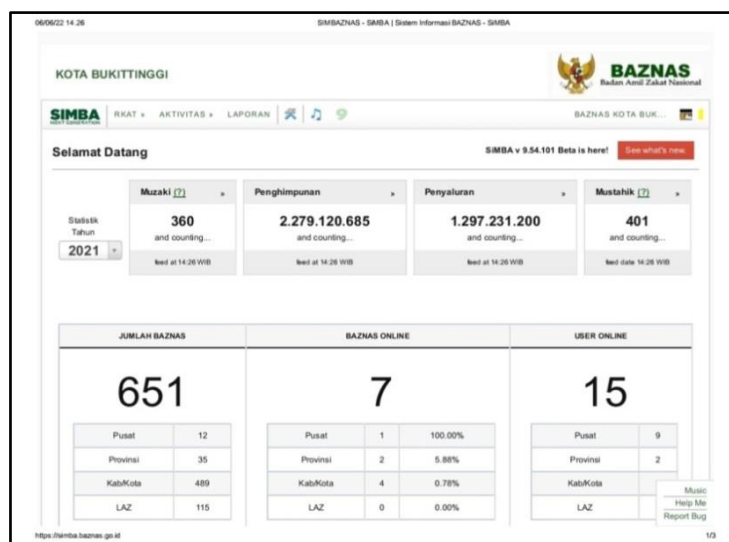 06/06/22 14.26 SIMBAZNAS - SiMBA | Sistem Informasi BAZNAS - SiMBA
KOTA BUKITTINGGI
BAZNAS
Badan Amil Zakat Nasional
SIMBA RKAT » AKTIVITAS » LAPORAN BAZNAS KOTA BUK...
NEXT GENERATION
Selamat Datang SiMBA v 9.54.101 Beta is here! See what's new.
Muzaki (?) » Penghimpunan » Penyaluran » Mustahik (?) »
Statistik Tahun
2021
360 2.279.120.685 1.297.231.200 401
and counting... and counting... and counting... and counting...
feed at 14:26 WIB feed at 14:26 WIB feed at 14:26 WIB feed date 14:26 WIB
JUMLAH BAZNAS BAZNAS ONLINE USER ONLINE
651 7 15
Pusat 12 Pusat 1 100.00% Pusat 9
Provinsi 35 Provinsi 2 5.88% Provinsi 2
Kab/Kota 489 Kab/Kota 4 0.78% Kab/Kota
LAZ 115 LAZ 0 0.00% LAZ
Music
Help Me
Report Bug
https://simba.baznas.go.id 1/3